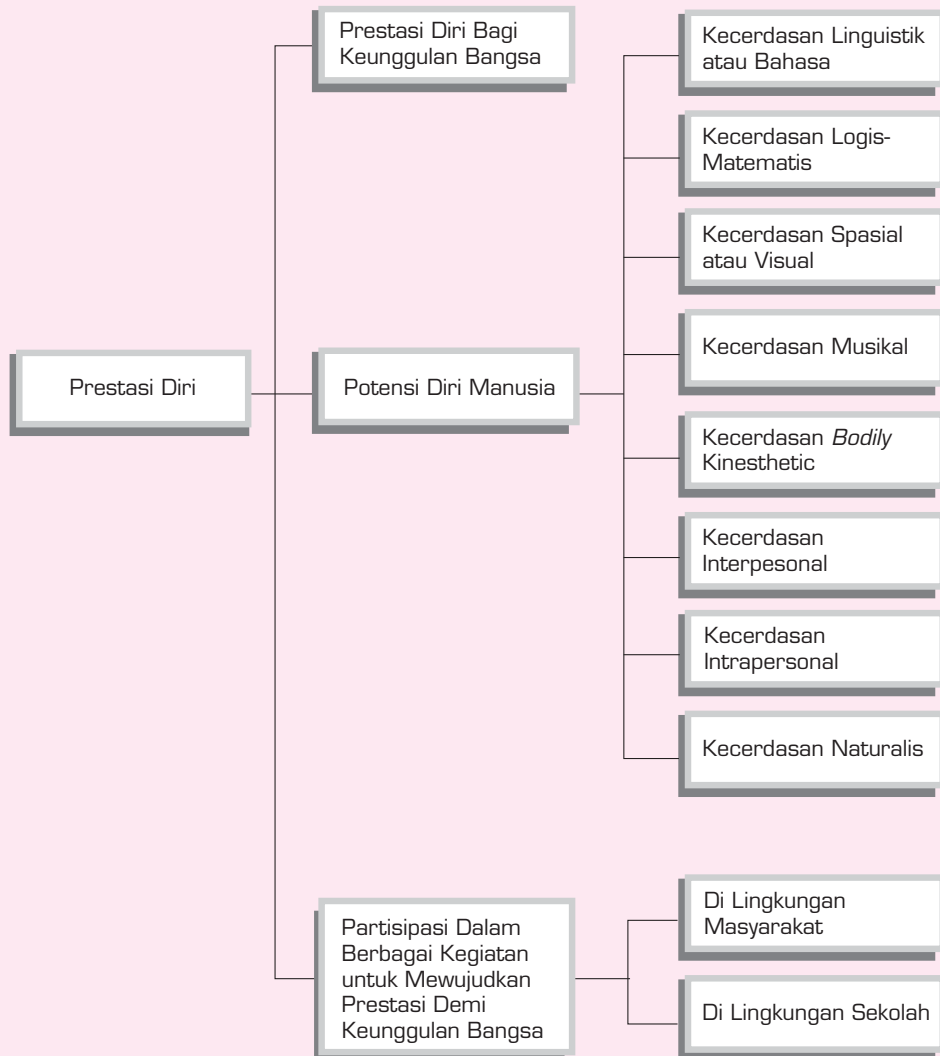 Prestasi Diri
Prestasi Diri Bagi
Keunggulan Bangsa
Potensi Diri Manusia
Kecerdasan Linguistik
atau Bahasa
Kecerdasan Logis-
Matematis
Kecerdasan Spasial
atau Visual
Kecerdasan Musikal
Kecerdasan Bodily
Kinesthetic
Kecerdasan
Interpesonal
Kecerdasan
Intrapersonal
Kecerdasan Naturalis
Partisipasi Dalam
Berbagai Kegiatan
untuk Mewujudkan
Prestasi Demi
Keunggulan Bangsa
Di Lingkungan
Masyarakat
Di Lingkungan Sekolah